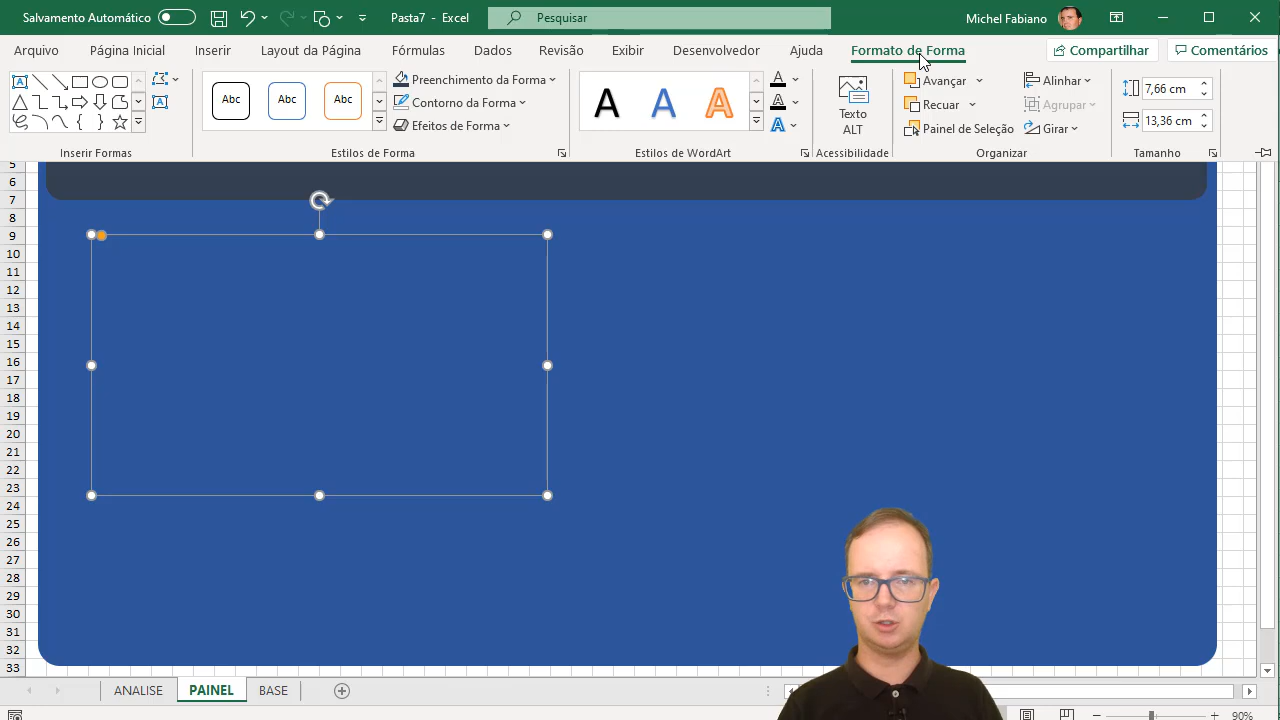 Salvamento Automático
Pasta7 - Excel
Pesquisar
Michel Fabiano
Arquivo
Página Inicial
Inserir
Layout da Página
Fórmulas
Dados
Revisão
Exibir
Desenvolvedor
Ajuda
Formato de Forma
Compartilhar
Comentários
Abc
Abc
Abc
Preenchimento da Forma
Contorno da Forma
Efeitos de Forma
A
A
A
A
A
A
Texto
ALT
Avançar
Recuar
Painel de Seleção
Alinhar
Agrupar
Girar
7,66 cm
13,36 cm
Inserir Formas
Estilos de Forma
Estilos de WordArt
Acessibilidade
Organizar
Tamanho
5
6
7
8
9
10
11
12
13
14
15
16
17
18
19
20
21
22
23
24
25
26
27
28
29
30
31
32
33
ANALISE
PAINEL
BASE
90%